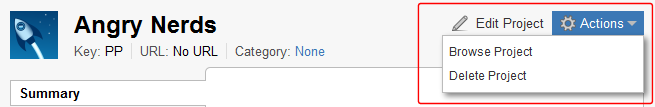 Angry Nerds
Key: PP URL: No URL Category: None
Edit Project Actions
Browse Project
Delete Project
Summary